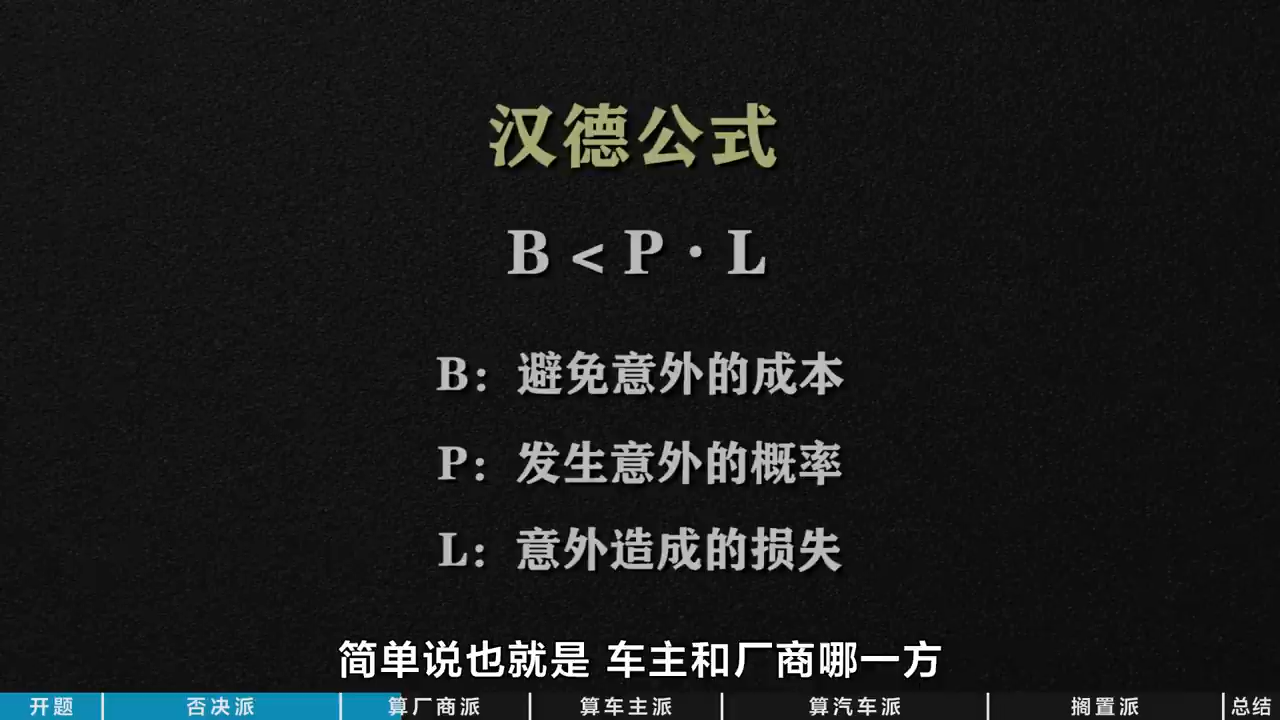 汉德公式
B < P · L
B：避免意外的成本
P：发生意外的概率
L：意外造成的损失
简单说也就是 车主和厂商哪一方
开题 否决派 算厂商派 算车主派 算汽车派 搁置派 总结